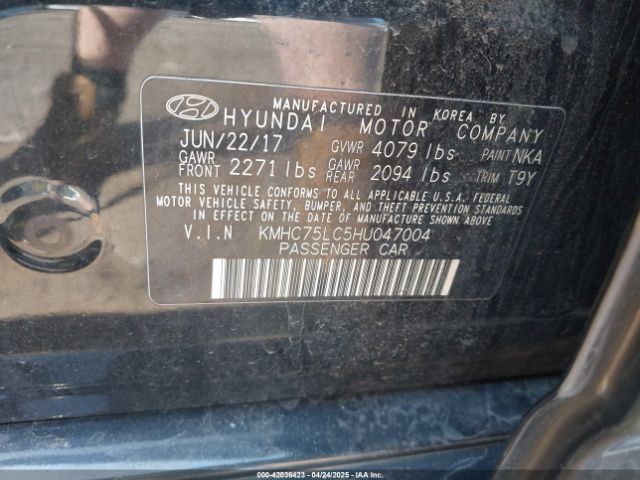 MANUFACTURED IN KOREA BY
HYUNDAI MOTOR COMPANY
JUN/22/17 GVWR 4079 lbs PAINT NKA
GAWR FRONT 2271 lbs GAWR REAR 2094 lbs TRIM T9Y
THIS VEHICLE CONFORMS TO ALL APPLICABLE U.S.A. FEDERAL
MOTOR VEHICLE SAFETY, BUMPER, AND THEFT PREVENTION STANDARDS
IN EFFECT ON THE DATE OF MANUFACTURE SHOWN ABOVE
V.I.N KMHC75LC5HU047004
PASSENGER CAR
000-42036423 - 04/24/2025 - IAAI.COM